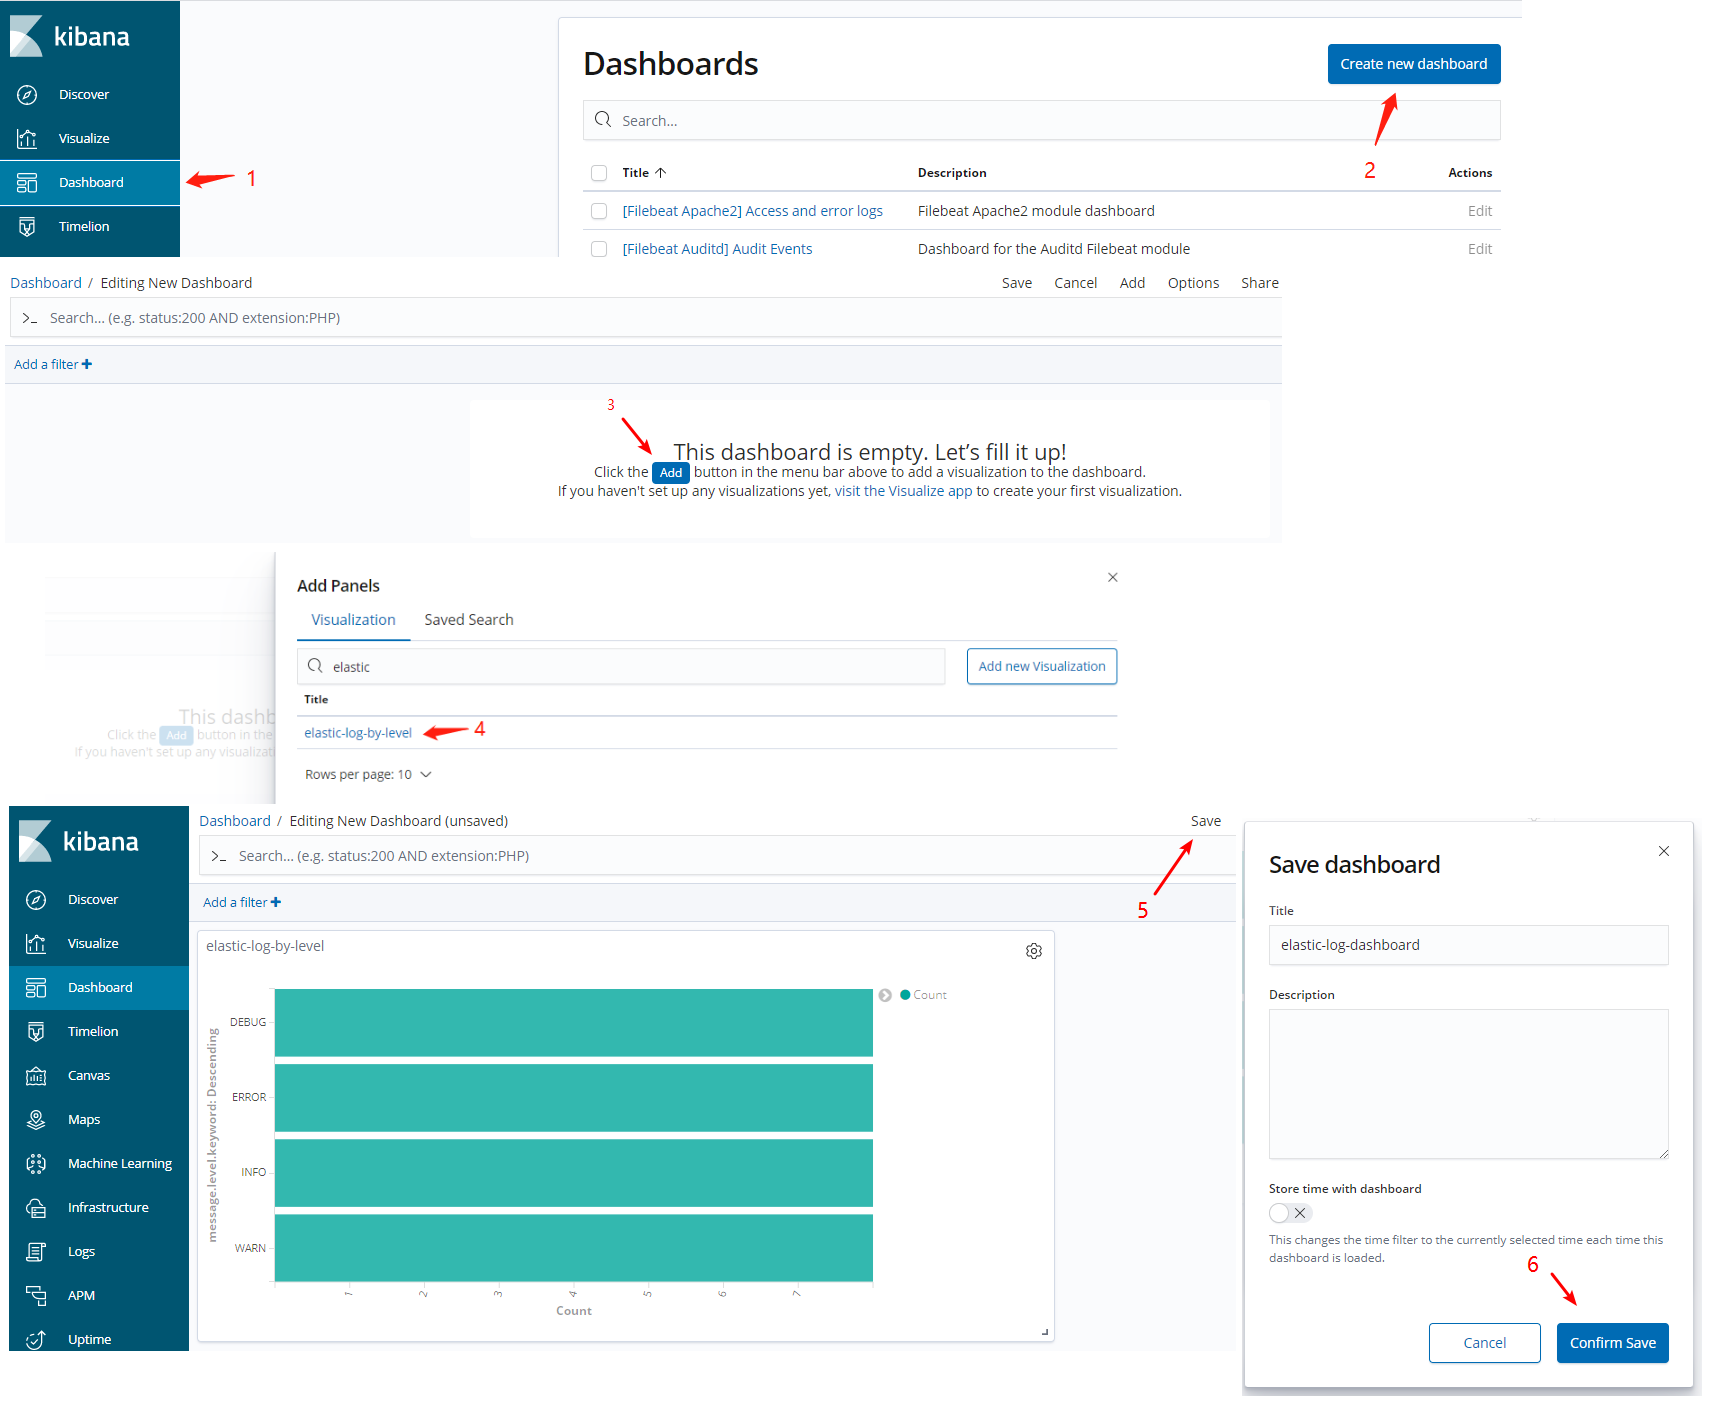 kibana
Discover
Visualize
Dashboard
Timelion
1
Dashboards
Create new dashboard
Search...
2
Title Description Actions
[Filebeat Apache2] Access and error logs Filebeat Apache2 module dashboard Edit
[Filebeat Auditd] Audit Events Dashboard for the Auditd Filebeat module Edit
Dashboard / Editing New Dashboard Save Cancel Add Options Share
>_ Search... (e.g. status:200 AND extension:PHP)
Add a filter +
3
This dashboard is empty. Let's fill it up!
Click the Add button in the menu bar above to add a visualization to the dashboard.
If you haven't set up any visualizations yet, visit the Visualize app to create your first visualization.
This dashb
Click the Add button in the
If you haven't set up any visualizati
Add Panels
Visualization Saved Search
elastic
Add new Visualization
Title
elastic-log-by-level
4
Rows per page: 10
kibana
Discover
Visualize
Dashboard
Timelion
Canvas
Maps
Machine Learning
Infrastructure
Logs
APM
Uptime
Dashboard / Editing New Dashboard (unsaved) Save
>_ Search... (e.g. status:200 AND extension:PHP)
5
Add a filter +
elastic-log-by-level
Count
message.level.keyword: Descending
DEBUG
ERROR
INFO
WARN
1 2 3 4 5 6 7
Count
Save dashboard
Title
elastic-log-dashboard
Description
Store time with dashboard
This changes the time filter to the currently selected time each time this
dashboard is loaded.
6
Cancel Confirm Save